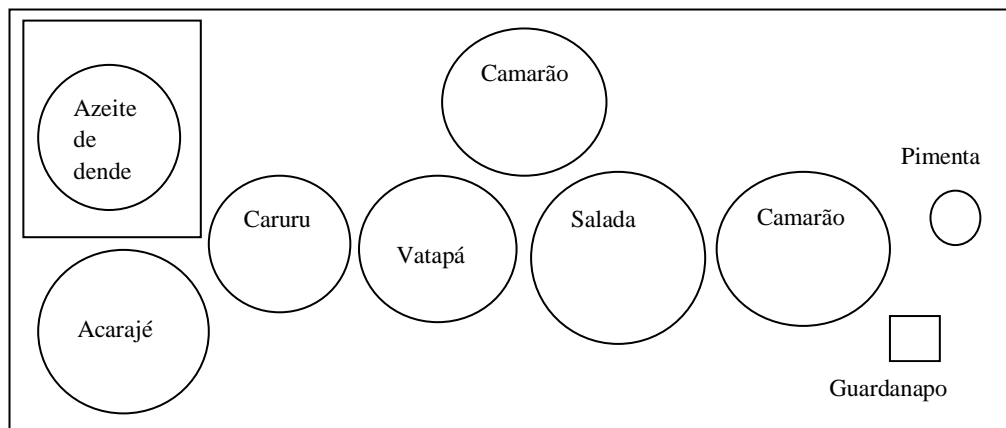 Azeite
de
dende
Camarão
Pimenta
Caruru
Vatapá
Salada
Camarão
Acarajé
Guardanapo